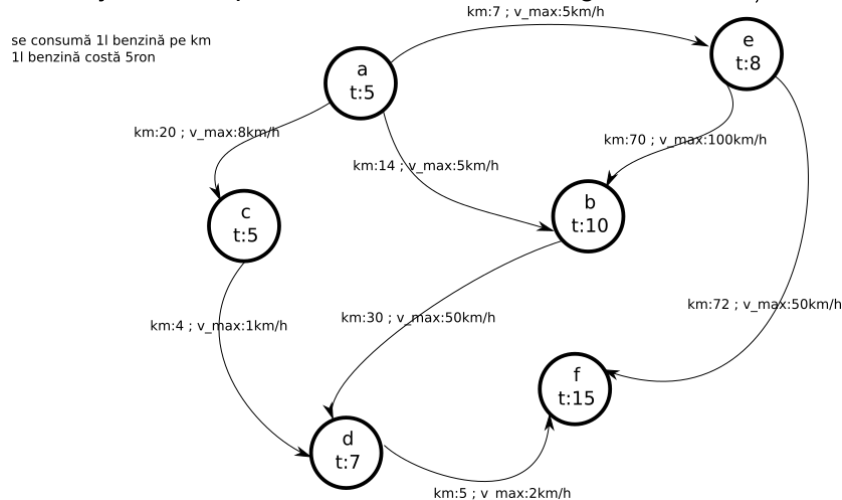 km:7 ; v_max:5km/h
se consumă 1l benzină pe km
1l benzină costă 5ron
a
t:5
e
t:8
km:20 ; v_max:8km/h
km:70 ; v_max:100km/h
km:14 ; v_max:5km/h
c
t:5
b
t:10
km:72 ; v_max:50km/h
km:4 ; v_max:1km/h
km:30 ; v_max:50km/h
f
t:15
d
t:7
km:5 ; v_max:2km/h